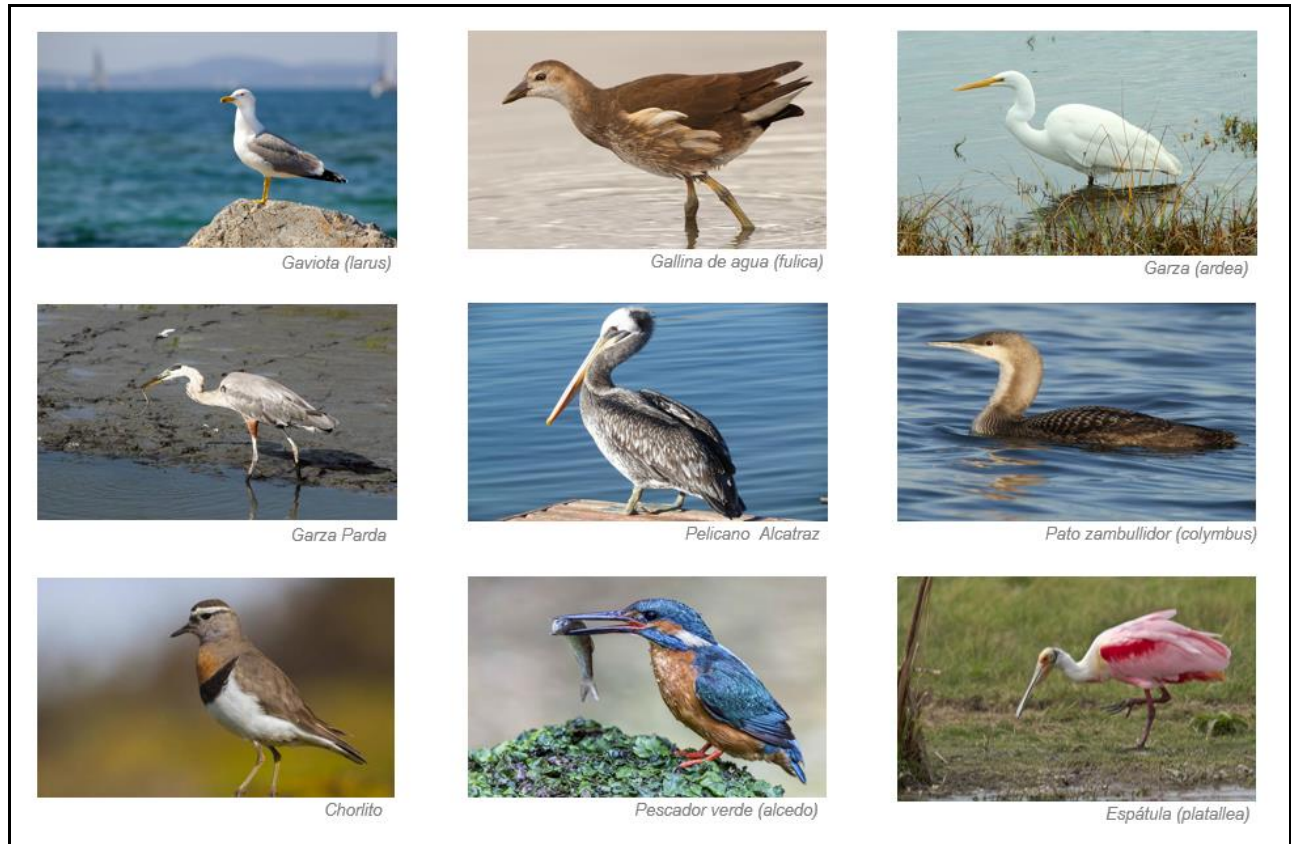 Gaviota (larus)
Gallina de agua (fulica)
Garza (ardea)
Garza Parda
Pelicano Alcatraz
Pato zambullidor (colymbus)
Chorlito
Pescador verde (alcedo)
Espátula (platallea)